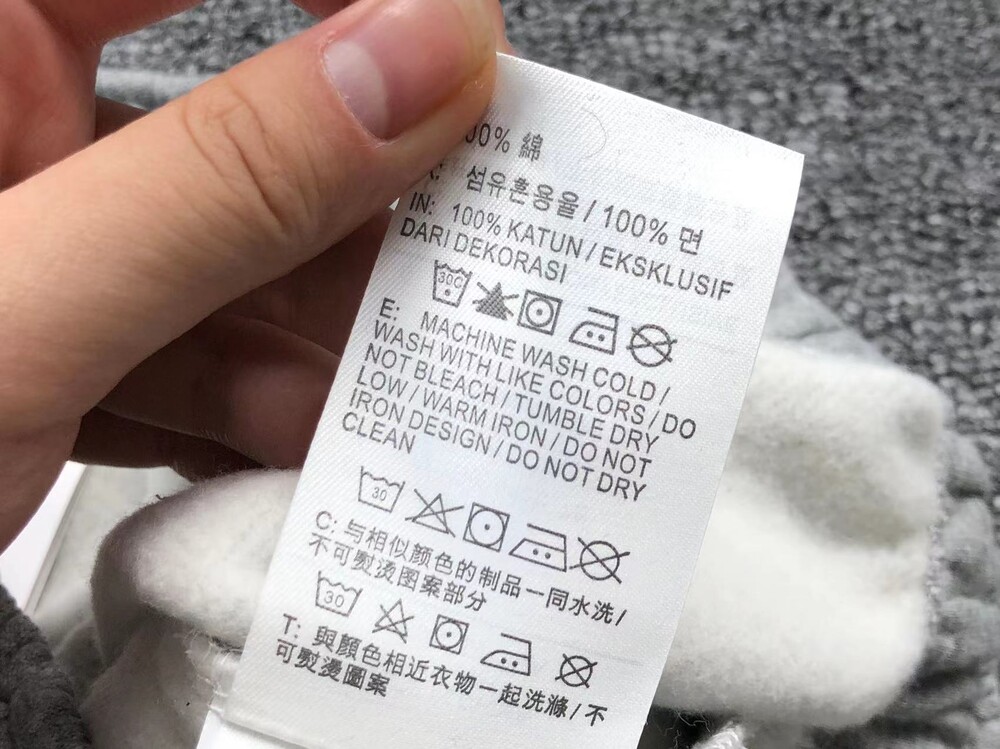 00% 綿
섬유혼용율 / 100% 면
IN: 100% KATUN / EKSKLUSIF
DARI DEKORASI
30C
E: MACHINE WASH COLD /
WASH WITH LIKE COLORS / DO
NOT BLEACH / TUMBLE DRY
LOW / WARM IRON / DO NOT
IRON DESIGN / DO NOT DRY
CLEAN
30
C: 与相似颜色的制品一同水洗 /
不可熨烫图案部分
30
T: 與顏色相近衣物一起洗滌 / 不
可熨燙圖案